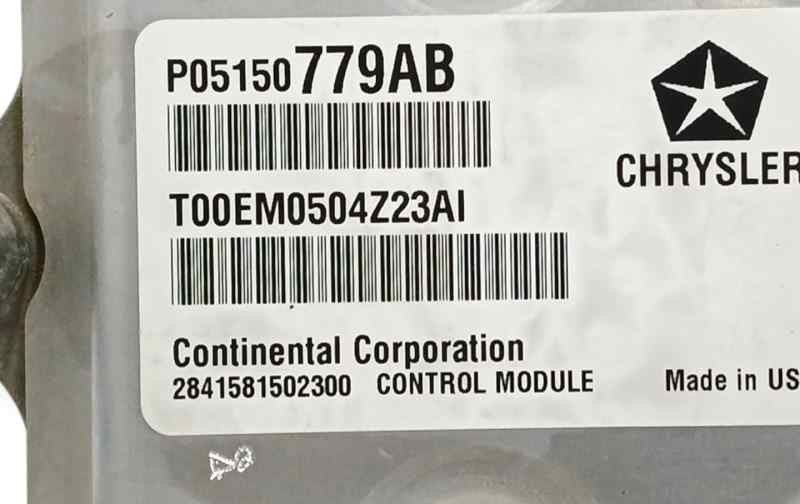 P05150779AB
CHRYSLER
T00EM0504Z23AI
Continental Corporation
2841581502300 CONTROL MODULE Made in US